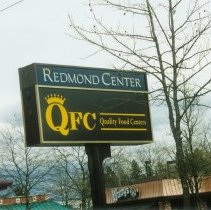 REDMOND CENTER
QFC Quality Food Centers